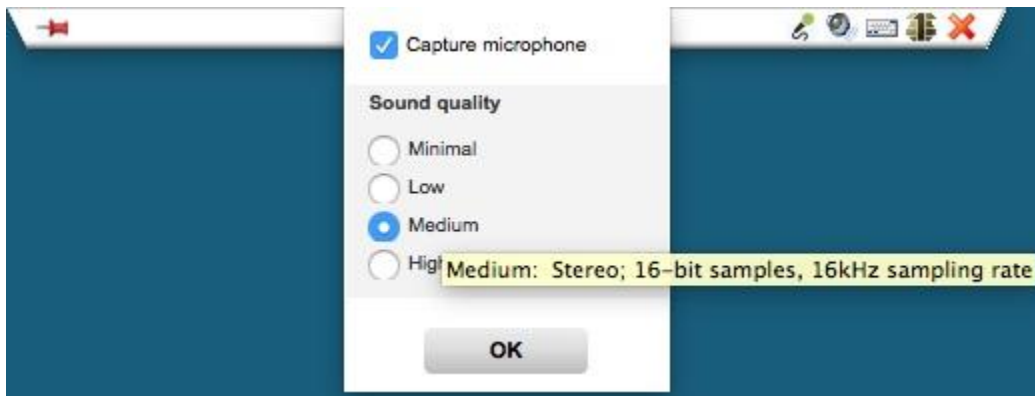 Capture microphone
Sound quality
Minimal
Low
Medium
Medium: Stereo; 16-bit samples, 16kHz sampling rate
OK